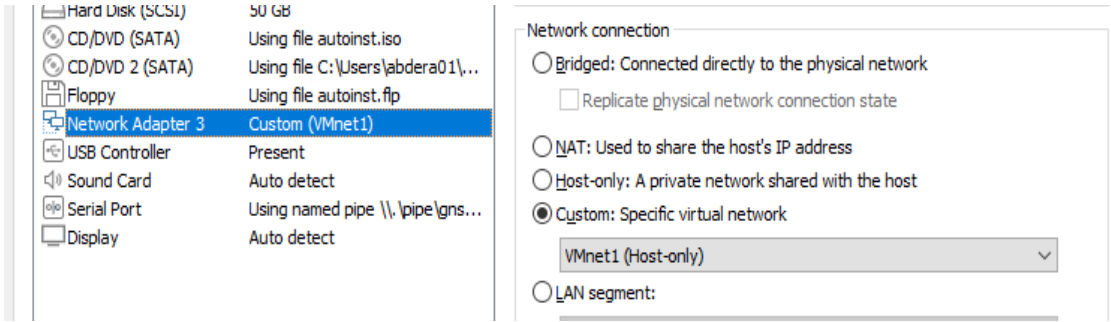 Hard Disk (SCSI) 50 GB
CD/DVD (SATA) Using file autoinst.iso
CD/DVD 2 (SATA) Using file C:\Users\abdera01\...
Floppy Using file autoinst.flp
Network Adapter 3 Custom (VMnet1)
USB Controller Present
Sound Card Auto detect
Serial Port Using named pipe \\.\pipe\gns...
Display Auto detect
Network connection
Bridged: Connected directly to the physical network
Replicate physical network connection state
NAT: Used to share the host's IP address
Host-only: A private network shared with the host
Custom: Specific virtual network
VMnet1 (Host-only)
LAN segment: